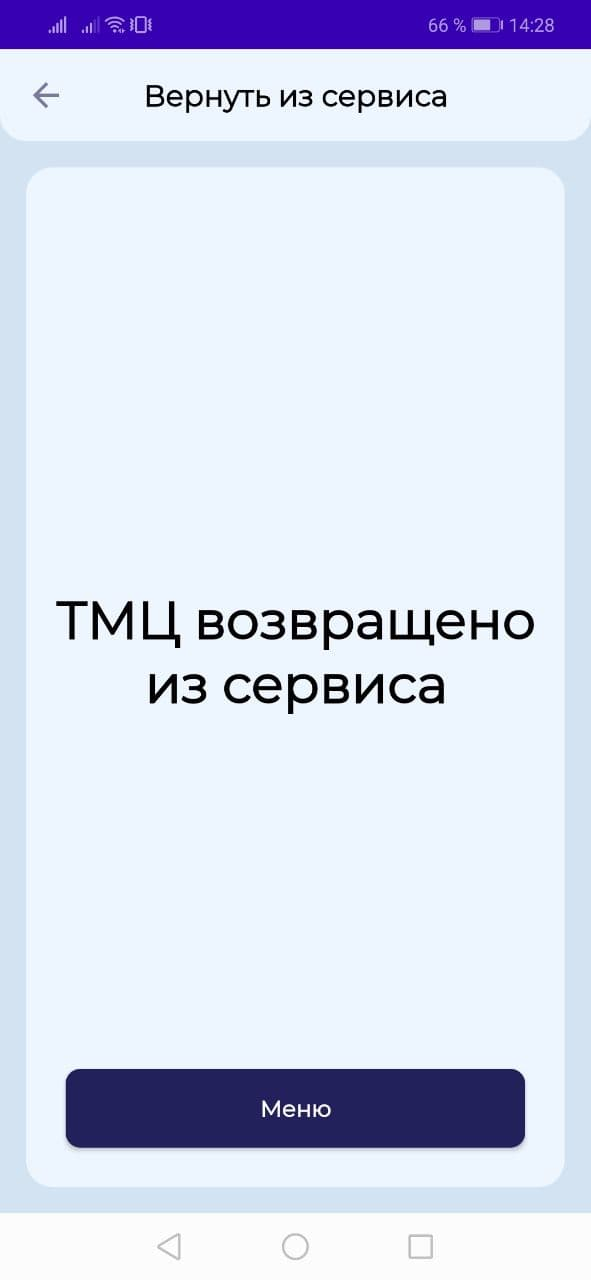 66 % 14:28
Вернуть из сервиса
ТМЦ возвращено
из сервиса
Меню